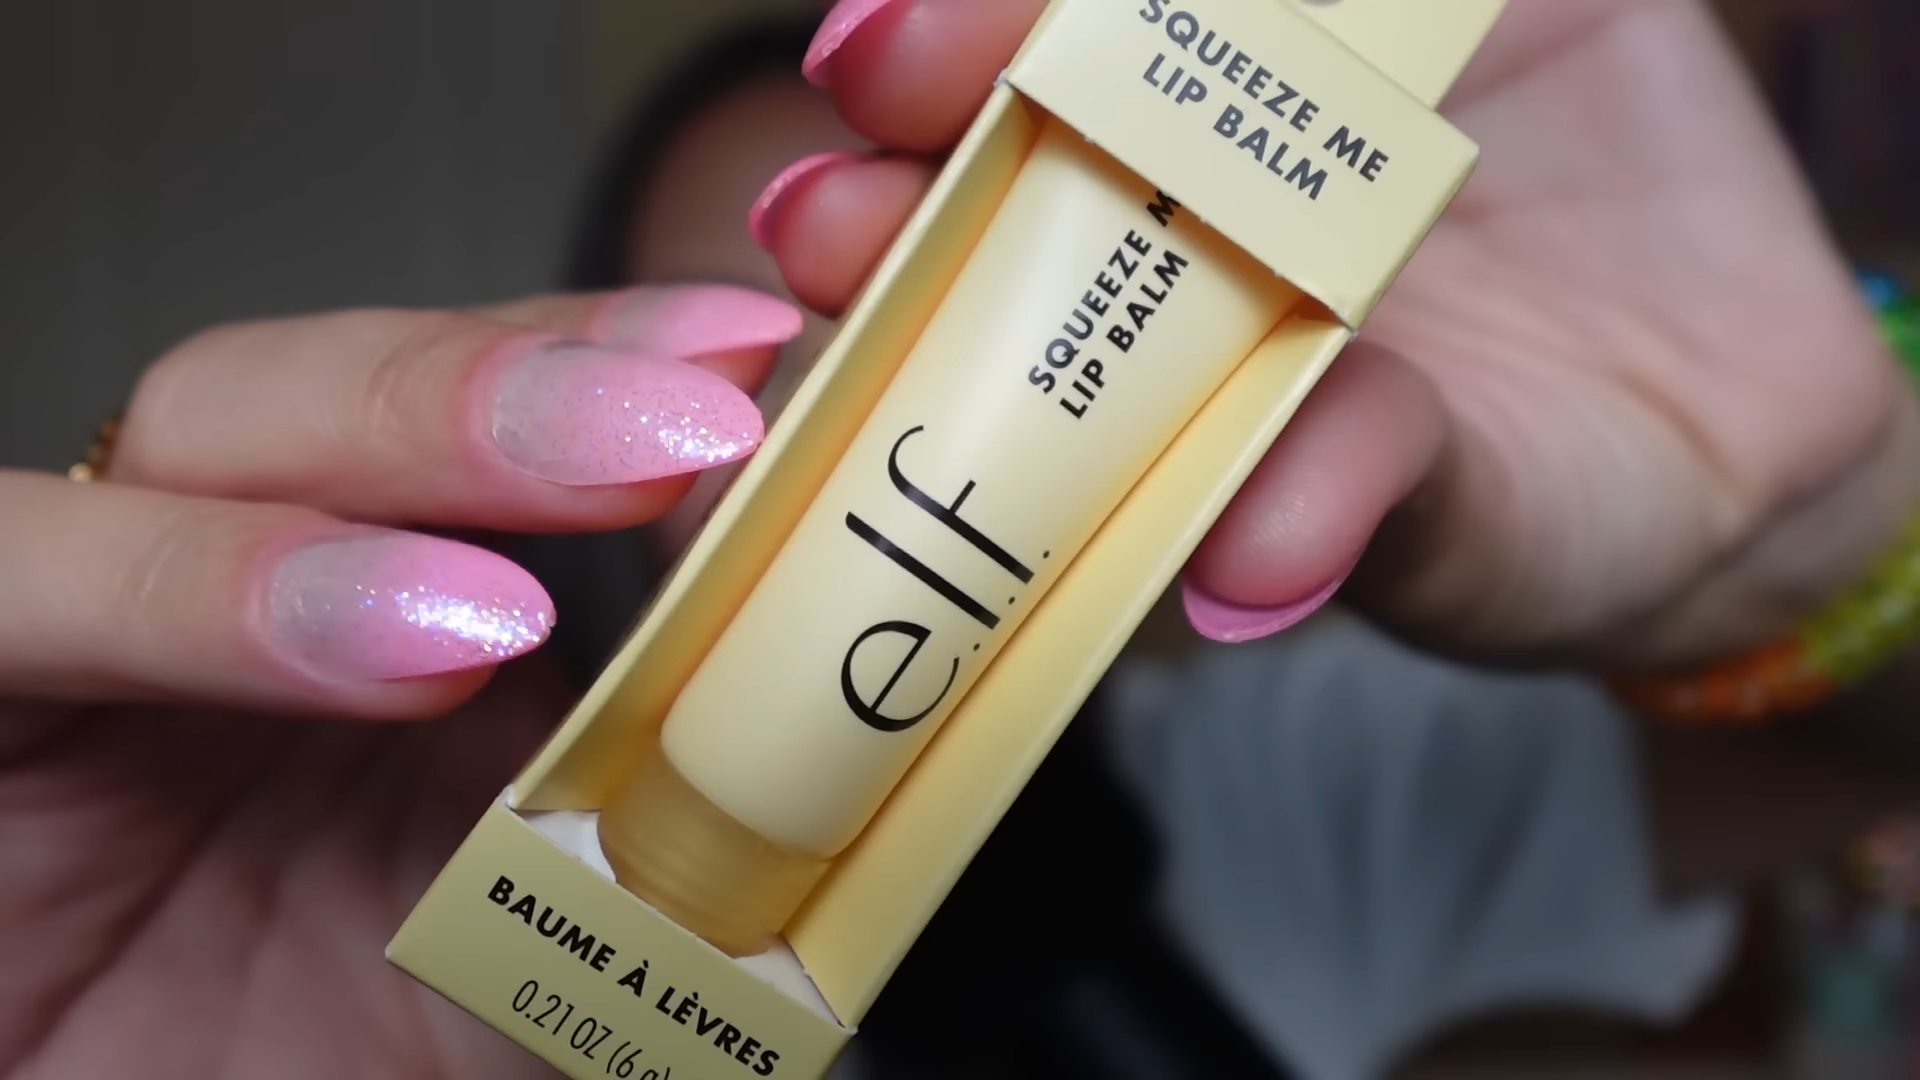 SQUEEZE ME
LIP BALM
SQUEEZE M
LIP BALM
e.l.f.
BAUME À LÈVRES
0.21 OZ (6 g)